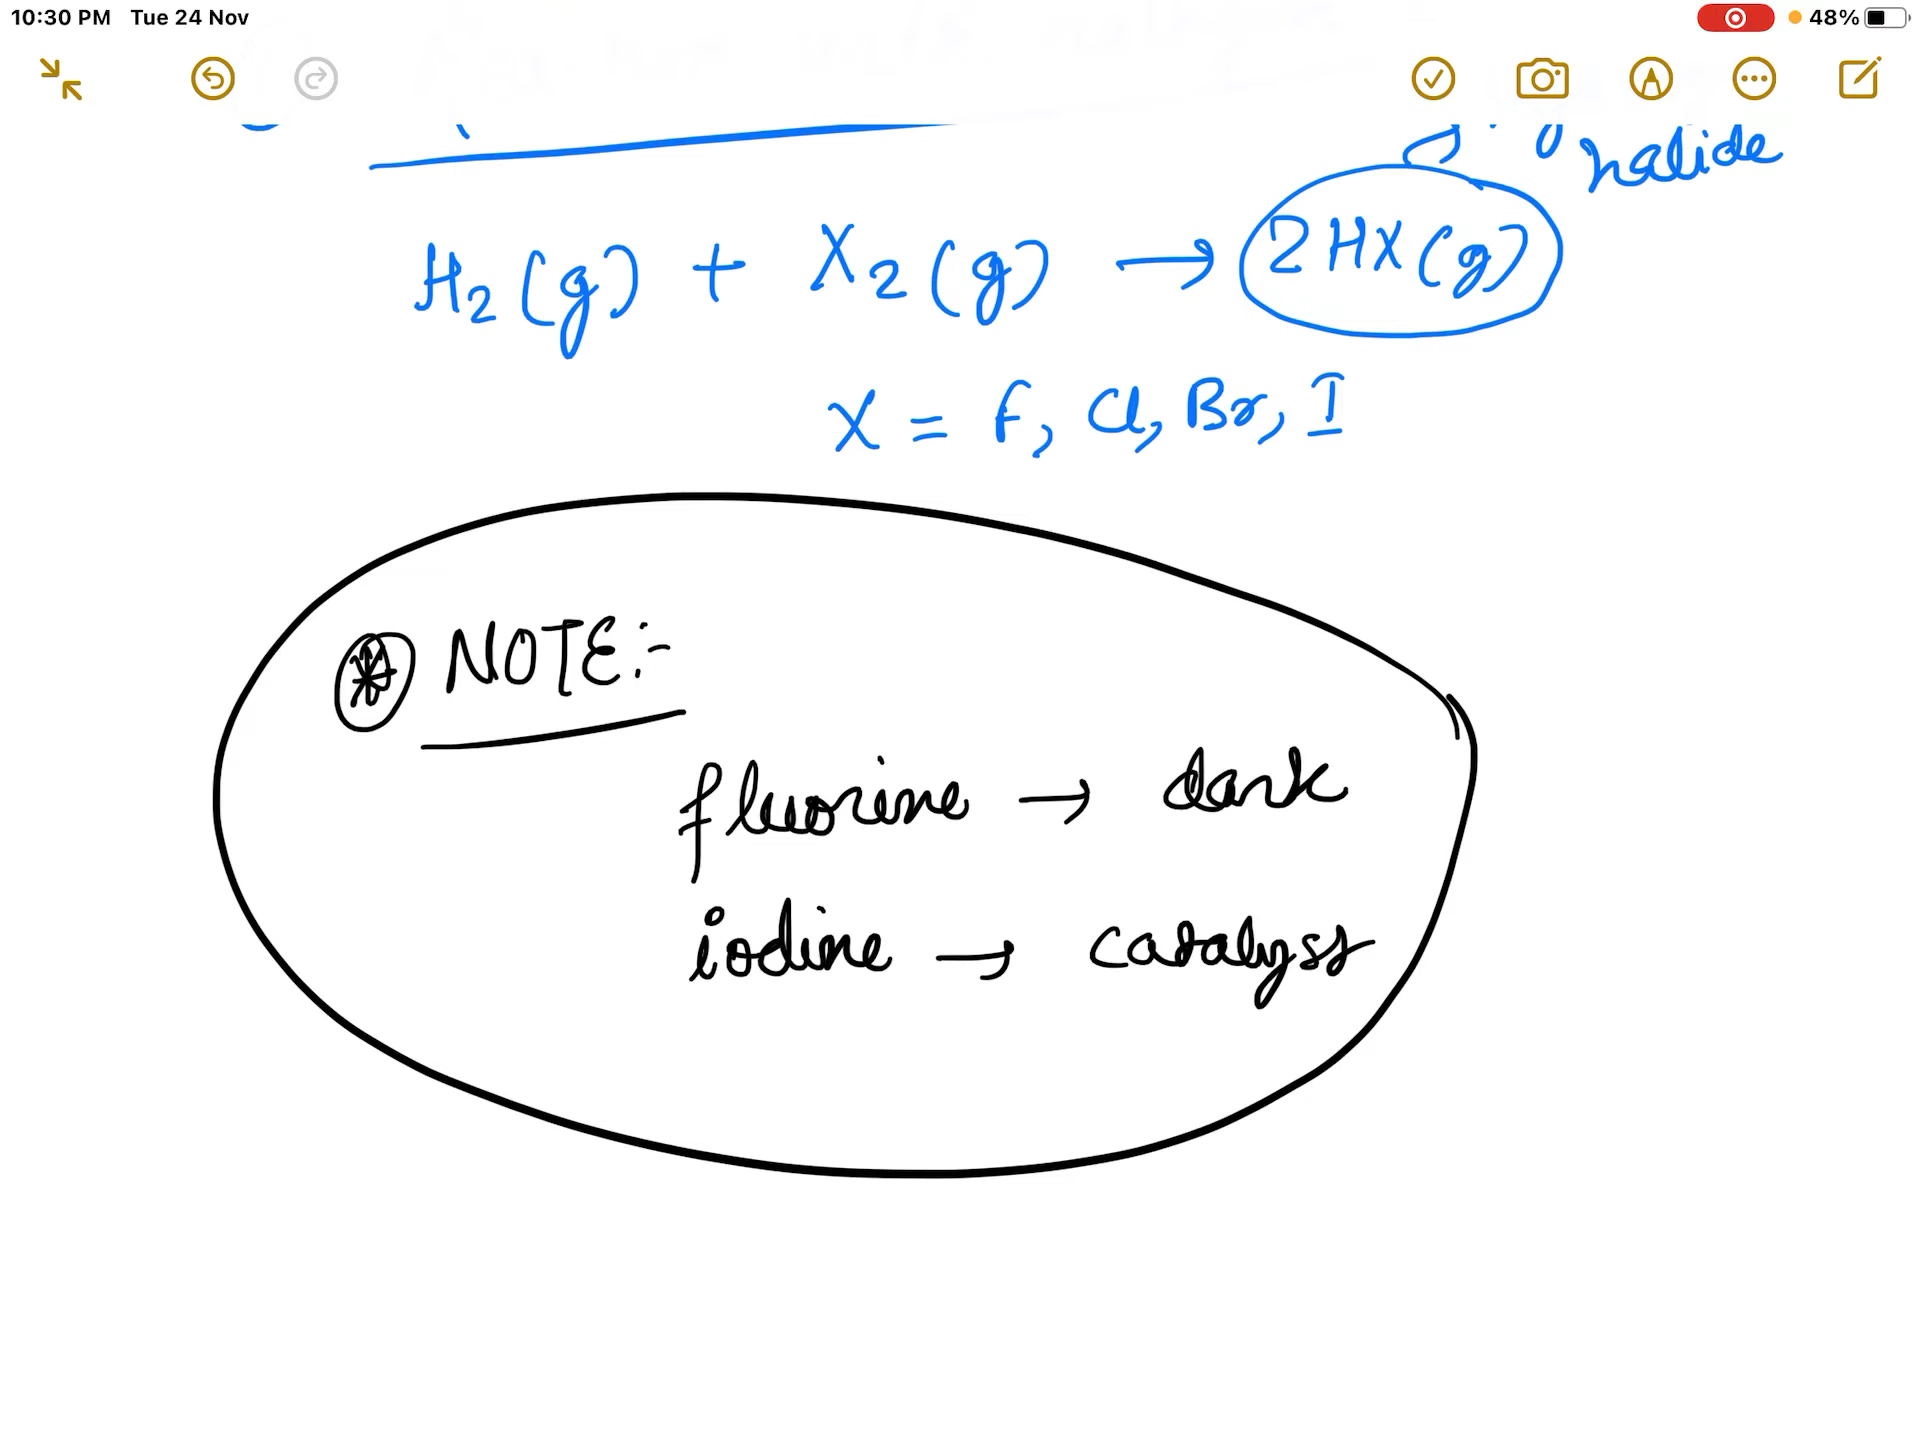 10:30 PM Tue 24 Nov 48%
halide
H2(g) + X2(g) → 2HX(g)
X = F, Cl, Br, I
* NOTE:-
fluorine → dark
iodine → catalyst